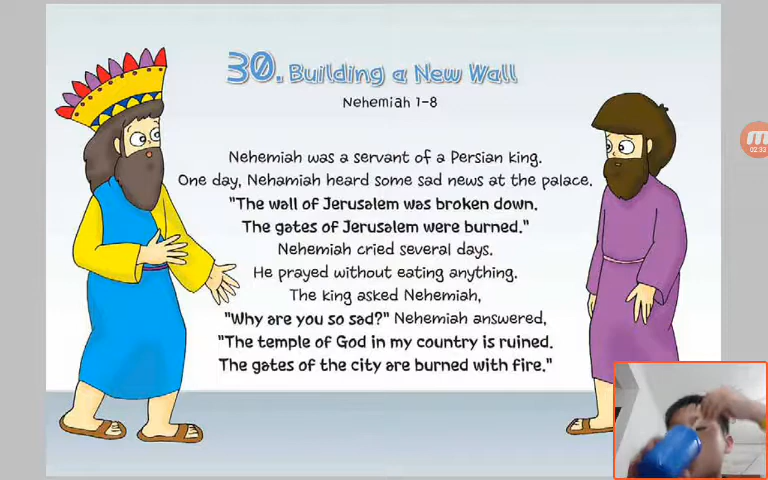 30. Building a New Wall
Nehemiah 1-8
Nehemiah was a servant of a Persian king.
One day, Nehamiah heard some sad news at the palace.
"The wall of Jerusalem was broken down.
The gates of Jerusalem were burned."
Nehemiah cried several days.
He prayed without eating anything.
The king asked Nehemiah,
"Why are you so sad?" Nehemiah answered,
"The temple of God in my country is ruined.
The gates of the city are burned with fire."
02:33